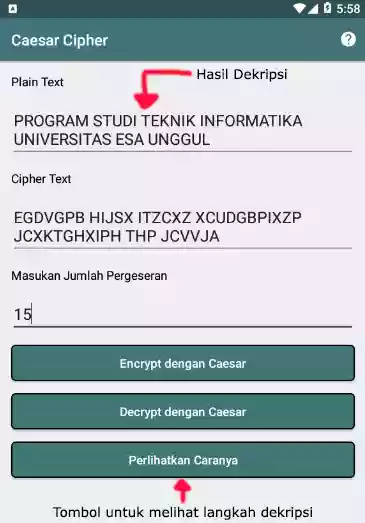 A 5:58
Caesar Cipher ?
Plain Text
Hasil Dekripsi
PROGRAM STUDI TEKNIK INFORMATIKA
UNIVERSITAS ESA UNGGUL
Cipher Text
EGDVGPB HIJSX ITZCXZ XCUDGBPIXZP
JCXKTGHXIPH THP JCVVJA
Masukan Jumlah Pergeseran
15
Encrypt dengan Caesar
Decrypt dengan Caesar
Perlihatkan Caranya
Tombol untuk melihat langkah dekripsi